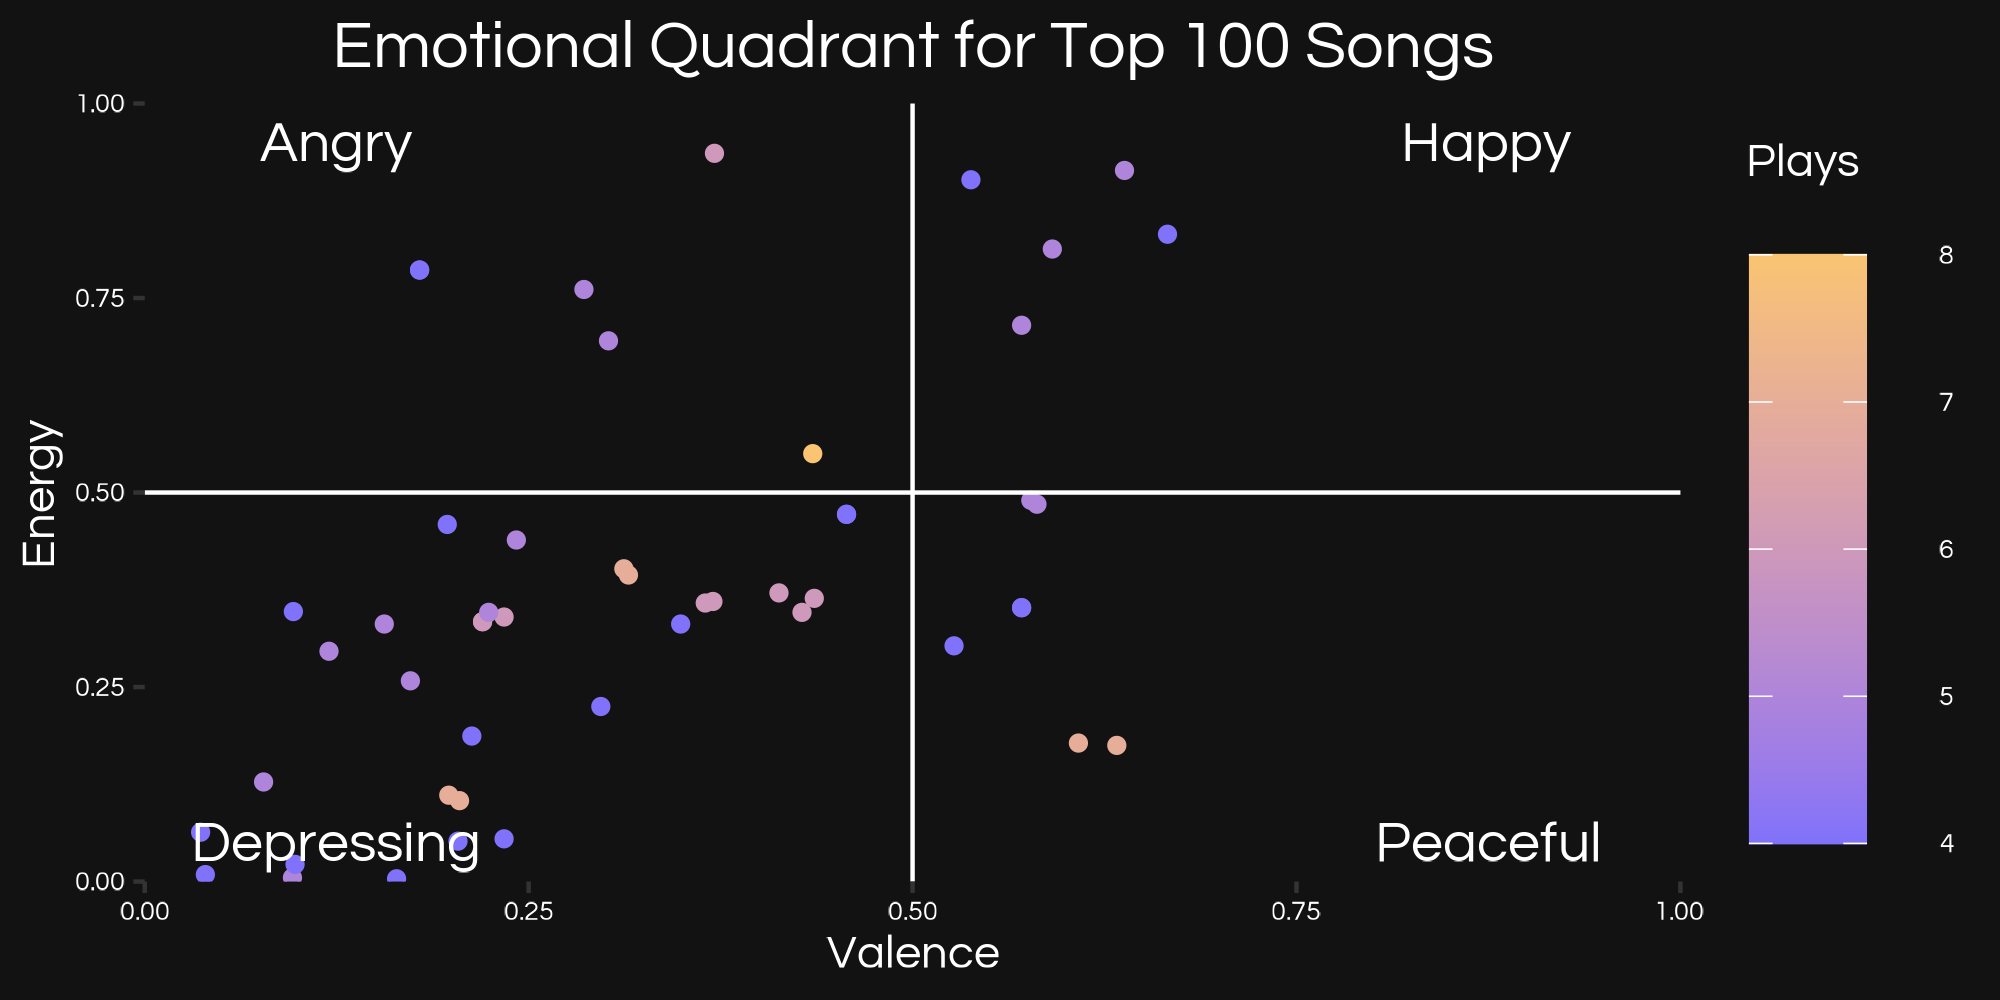 Emotional Quadrant for Top 100 Songs
1.00
Angry
Happy
Plays
8
0.75
7
Energy
0.50
6
0.25
5
Depressing
Peaceful
4
0.00
0.00
0.25
0.50
0.75
1.00
Valence